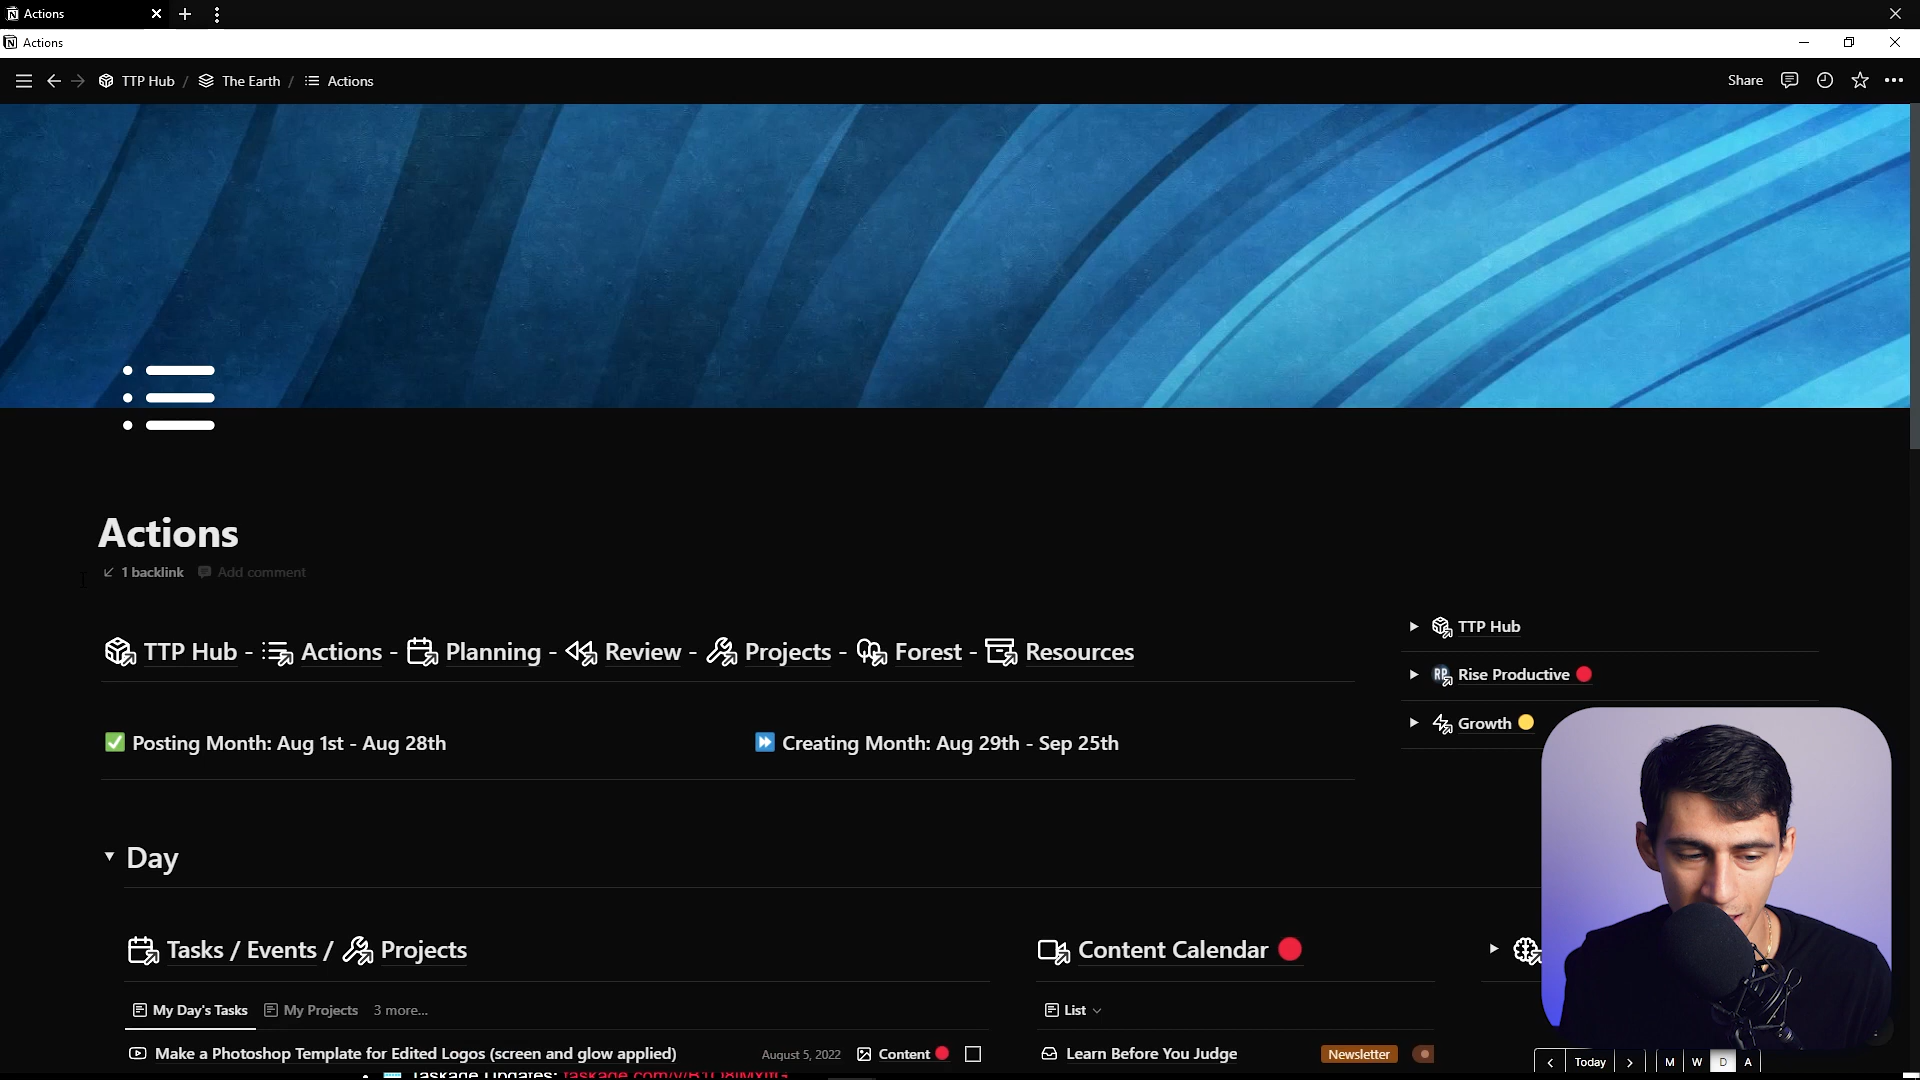 Actions
Actions
TTP Hub / The Earth / Actions
Share
Actions
1 backlink Add comment
TTP Hub - Actions - Planning - Review - Projects - Forest - Resources
TTP Hub
Rise Productive
Growth
Posting Month: Aug 1st - Aug 28th
Creating Month: Aug 29th - Sep 25th
Day
Tasks / Events / Projects
Content Calendar
My Day's Tasks My Projects 3 more...
List
Make a Photoshop Template for Edited Logos (screen and glow applied) August 5, 2022 Content
Learn Before You Judge Newsletter
Today M W D A